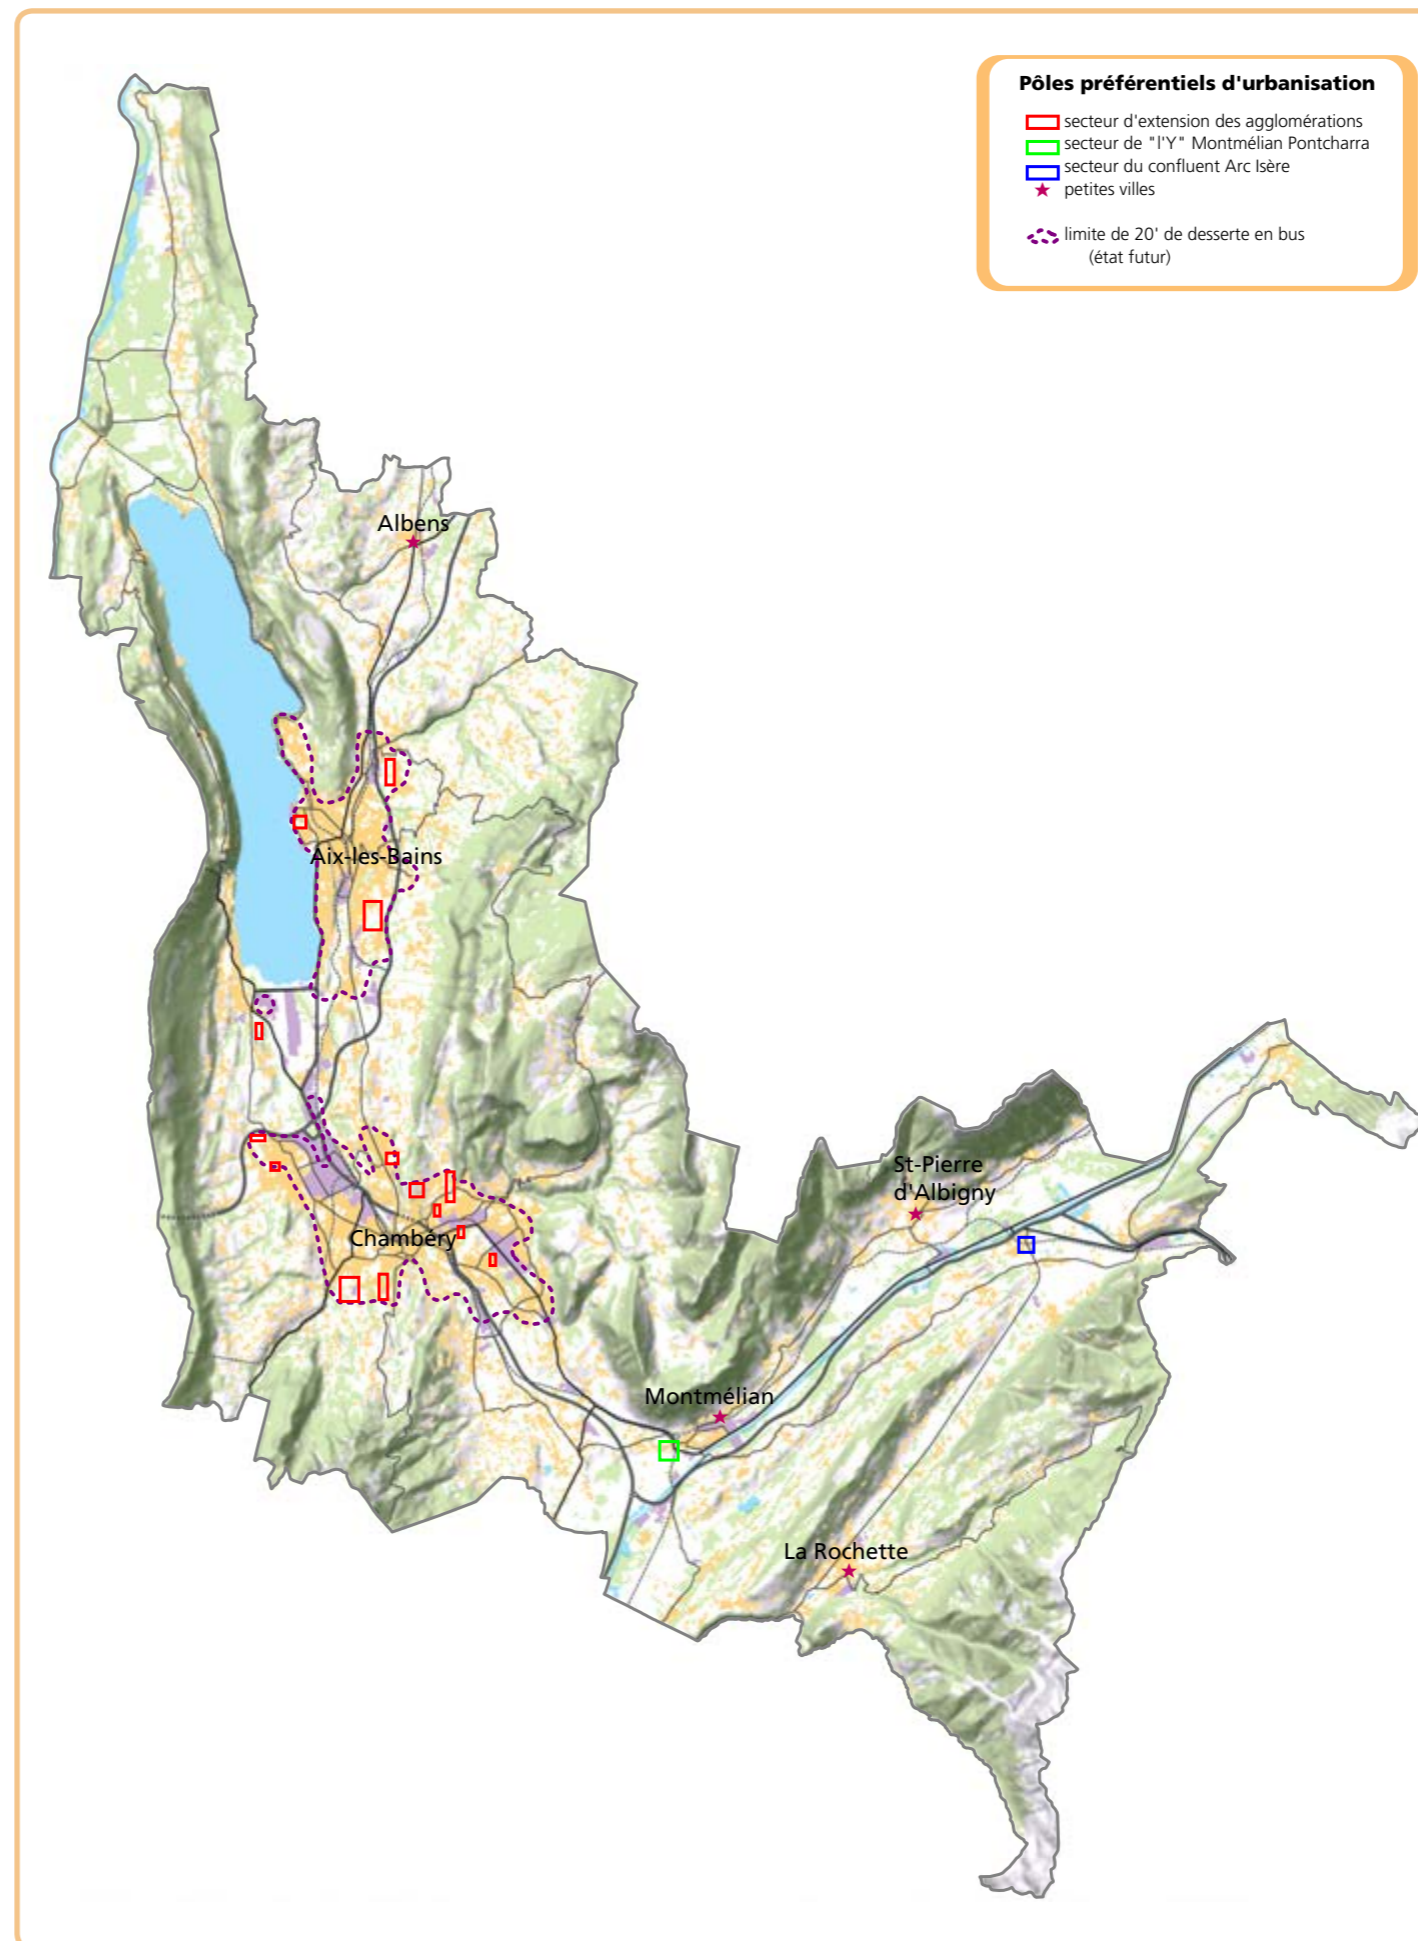 Pôles préférentiels d'urbanisation
secteur d'extension des agglomérations
secteur de "l'Y" Montmélian Pontcharra
secteur du confluent Arc Isère
petites villes
limite de 20' de desserte en bus
(état futur)
Albens
Aix-les-Bains
St-Pierre
d'Albigny
Chambéry
Montmélian
La Rochette